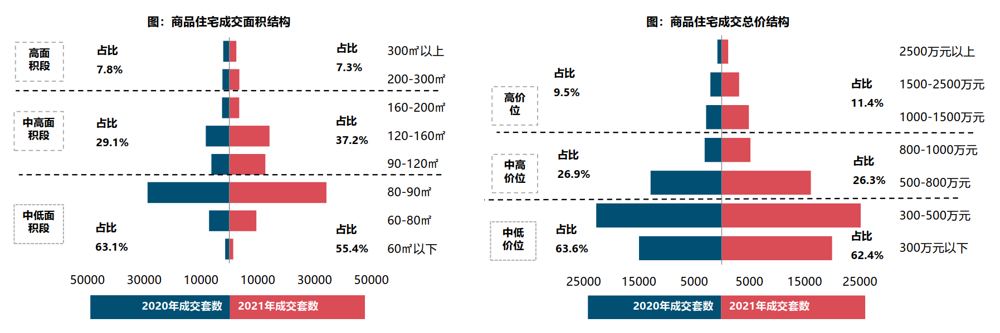 图：商品住宅成交面积结构
高面
积段
占比
7.8%
占比
7.3%
300㎡以上
200-300㎡
中高面
积段
占比
29.1%
占比
37.2%
160-200㎡
120-160㎡
90-120㎡
中低面
积段
占比
63.1%
占比
55.4%
80-90㎡
60-80㎡
60㎡以下
50000 30000 10000 10000 30000 50000
2020年成交套数 2021年成交套数
图：商品住宅成交总价结构
高价
位
占比
9.5%
占比
11.4%
2500万元以上
1500-2500万元
1000-1500万元
中高
价位
占比
26.9%
占比
26.3%
800-1000万元
500-800万元
中低
价位
占比
63.6%
占比
62.4%
300-500万元
300万元以下
25000 15000 5000 5000 15000 25000
2020年成交套数 2021年成交套数